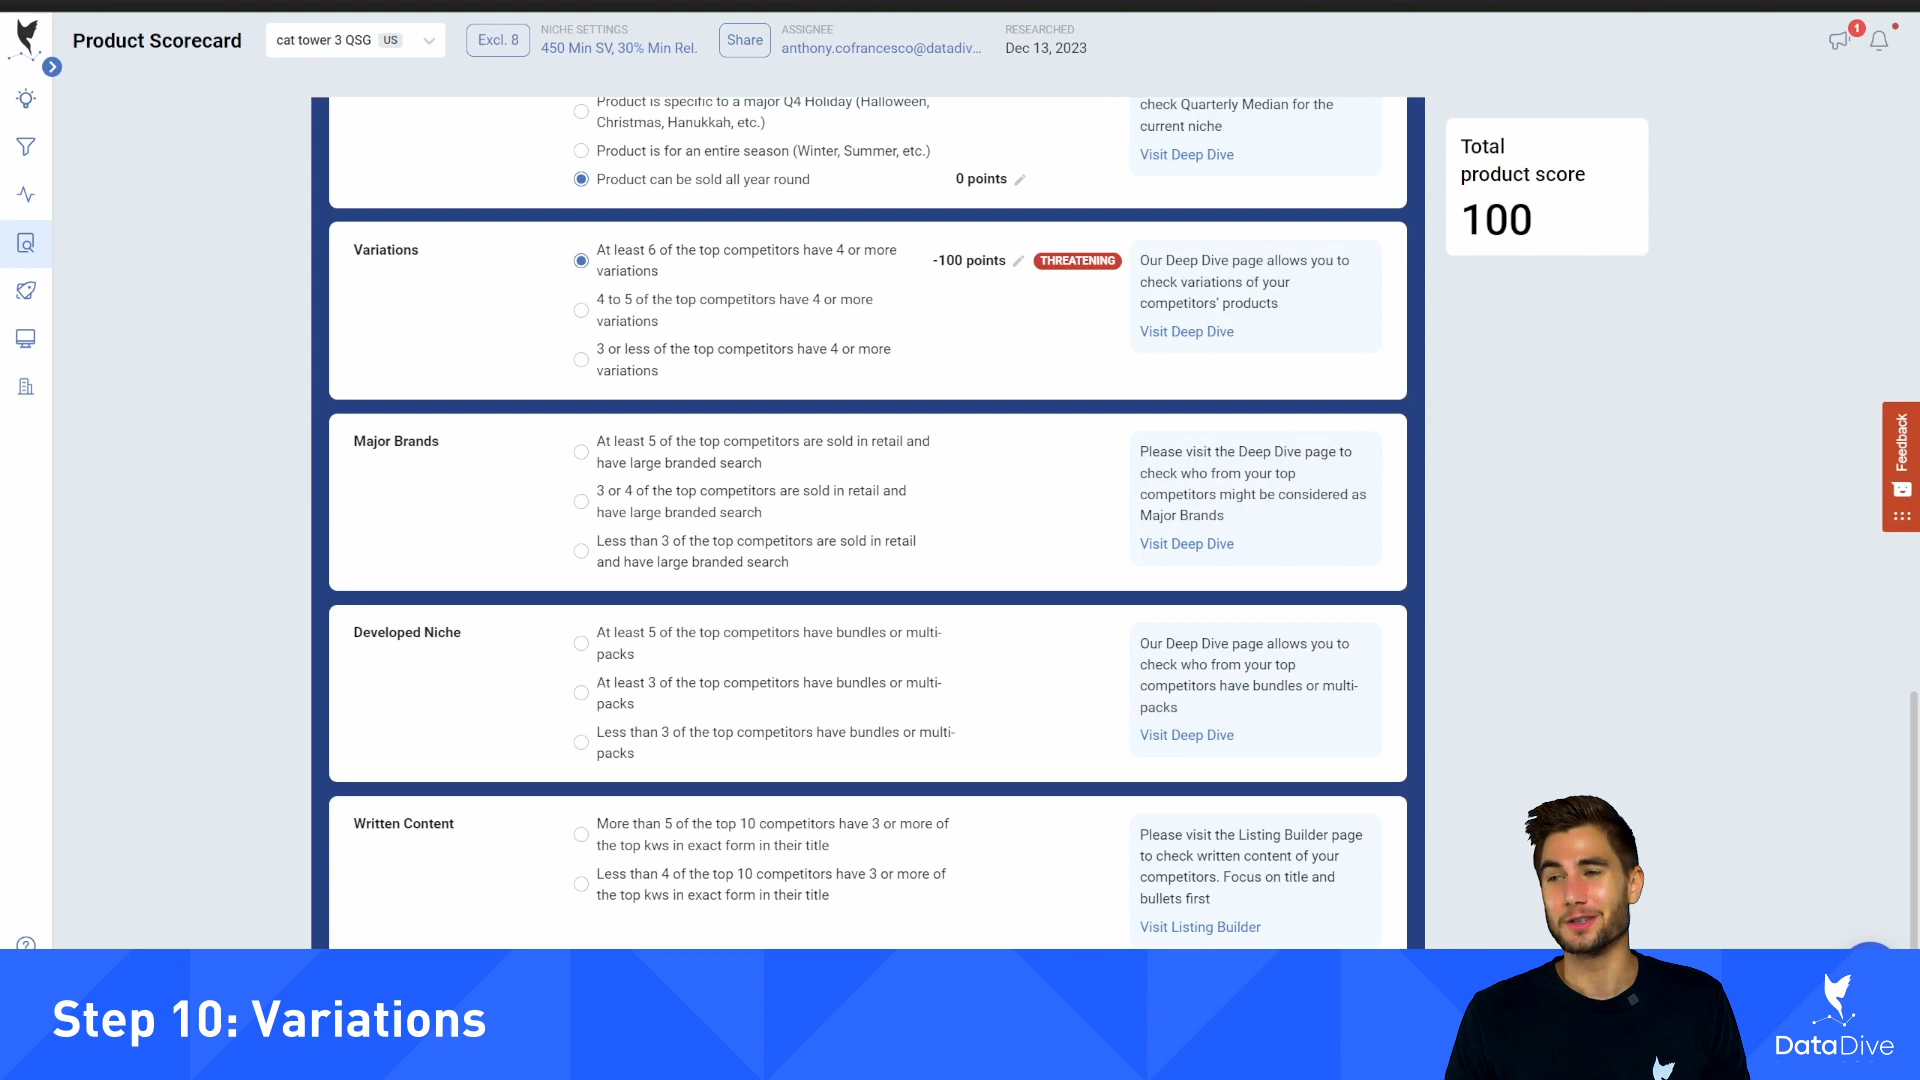 Product Scorecard
cat tower 3 QSG US
Excl. 8
NICHE SETTINGS
450 Min SV, 30% Min Rel.
Share
ASSIGNEE
anthony.cofrancesco@datadiv...
RESEARCHED
Dec 13, 2023
1
Product is specific to a major Q4 Holiday (Halloween,
Christmas, Hanukkah, etc.)
Product is for an entire season (Winter, Summer, etc.)
Product can be sold all year round
0 points
check Quarterly Median for the
current niche
Visit Deep Dive
Total
product score
100
Variations
At least 6 of the top competitors have 4 or more
variations
-100 points
THREATENING
4 to 5 of the top competitors have 4 or more
variations
3 or less of the top competitors have 4 or more
variations
Our Deep Dive page allows you to
check variations of your
competitors' products
Visit Deep Dive
Major Brands
At least 5 of the top competitors are sold in retail and
have large branded search
3 or 4 of the top competitors are sold in retail and
have large branded search
Less than 3 of the top competitors are sold in retail
and have large branded search
Please visit the Deep Dive page to
check who from your top
competitors might be considered as
Major Brands
Visit Deep Dive
Feedback
Developed Niche
At least 5 of the top competitors have bundles or multi-
packs
At least 3 of the top competitors have bundles or multi-
packs
Less than 3 of the top competitors have bundles or multi-
packs
Our Deep Dive page allows you to
check who from your top
competitors have bundles or multi-
packs
Visit Deep Dive
Written Content
More than 5 of the top 10 competitors have 3 or more of
the top kws in exact form in their title
Less than 4 of the top 10 competitors have 3 or more of
the top kws in exact form in their title
Please visit the Listing Builder page
to check written content of your
competitors. Focus on title and
bullets first
Visit Listing Builder
Step 10: Variations
DataDive